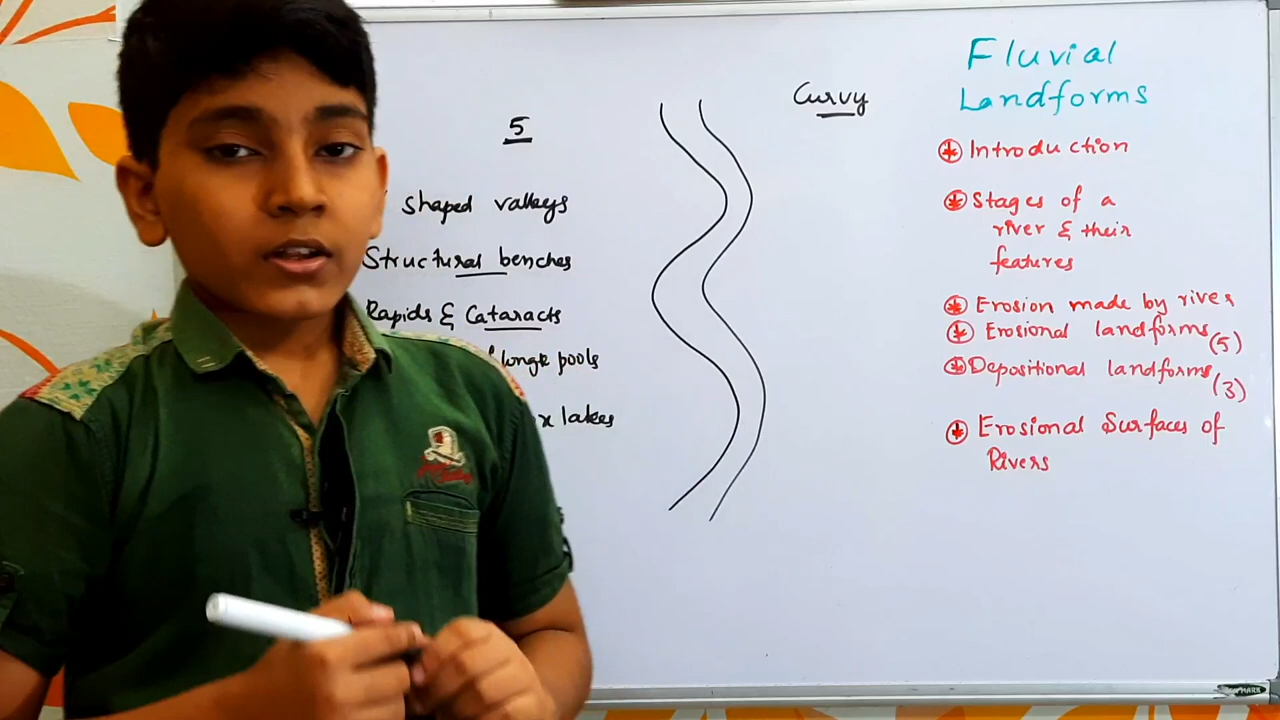 5
shaped valleys
Structural benches
Rapids & Cataracts
pools
lakes
Curvy
Fluvial
Landforms
Introduction
Stages of a
river & their
features
Erosion made by river
Erosional landforms (5)
Depositional landforms (3)
Erosional Surfaces of
Rivers